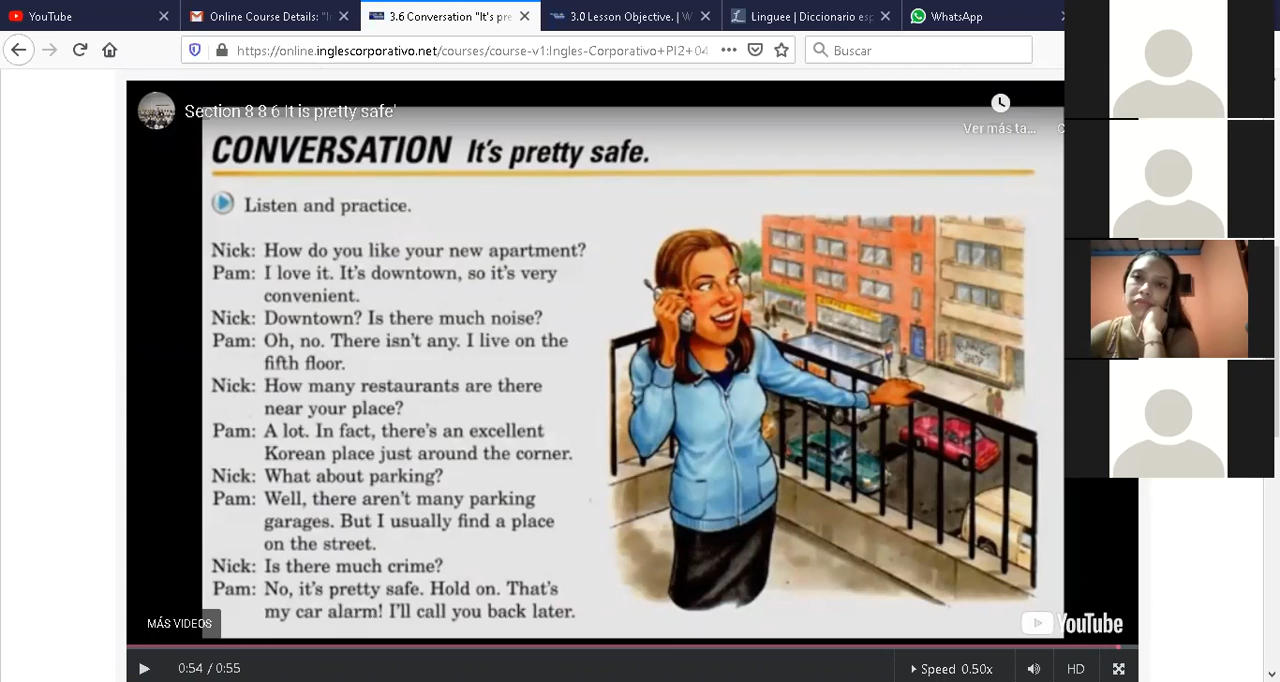 YouTube
Online Course Details: "I
3.6 Conversation "It's pre
3.0 Lesson Objective. | W
Linguee | Diccionario esp
WhatsApp
https://online.inglescorporativo.net/courses/course-v1:Ingles-Corporativo+PI2+04
Buscar
Section 8 8 6 It is pretty safe'
Ver más ta...
CONVERSATION It's pretty safe.
Listen and practice.
Nick: How do you like your new apartment?
Pam: I love it. It's downtown, so it's very
convenient.
Nick: Downtown? Is there much noise?
Pam: Oh, no. There isn't any. I live on the
fifth floor.
Nick: How many restaurants are there
near your place?
Pam: A lot. In fact, there's an excellent
Korean place just around the corner.
Nick: What about parking?
Pam: Well, there aren't many parking
garages. But I usually find a place
on the street.
Nick: Is there much crime?
Pam: No, it's pretty safe. Hold on. That's
my car alarm! I'll call you back later.
MÁS VIDEOS
YouTube
0:54 / 0:55
Speed 0.50x
HD